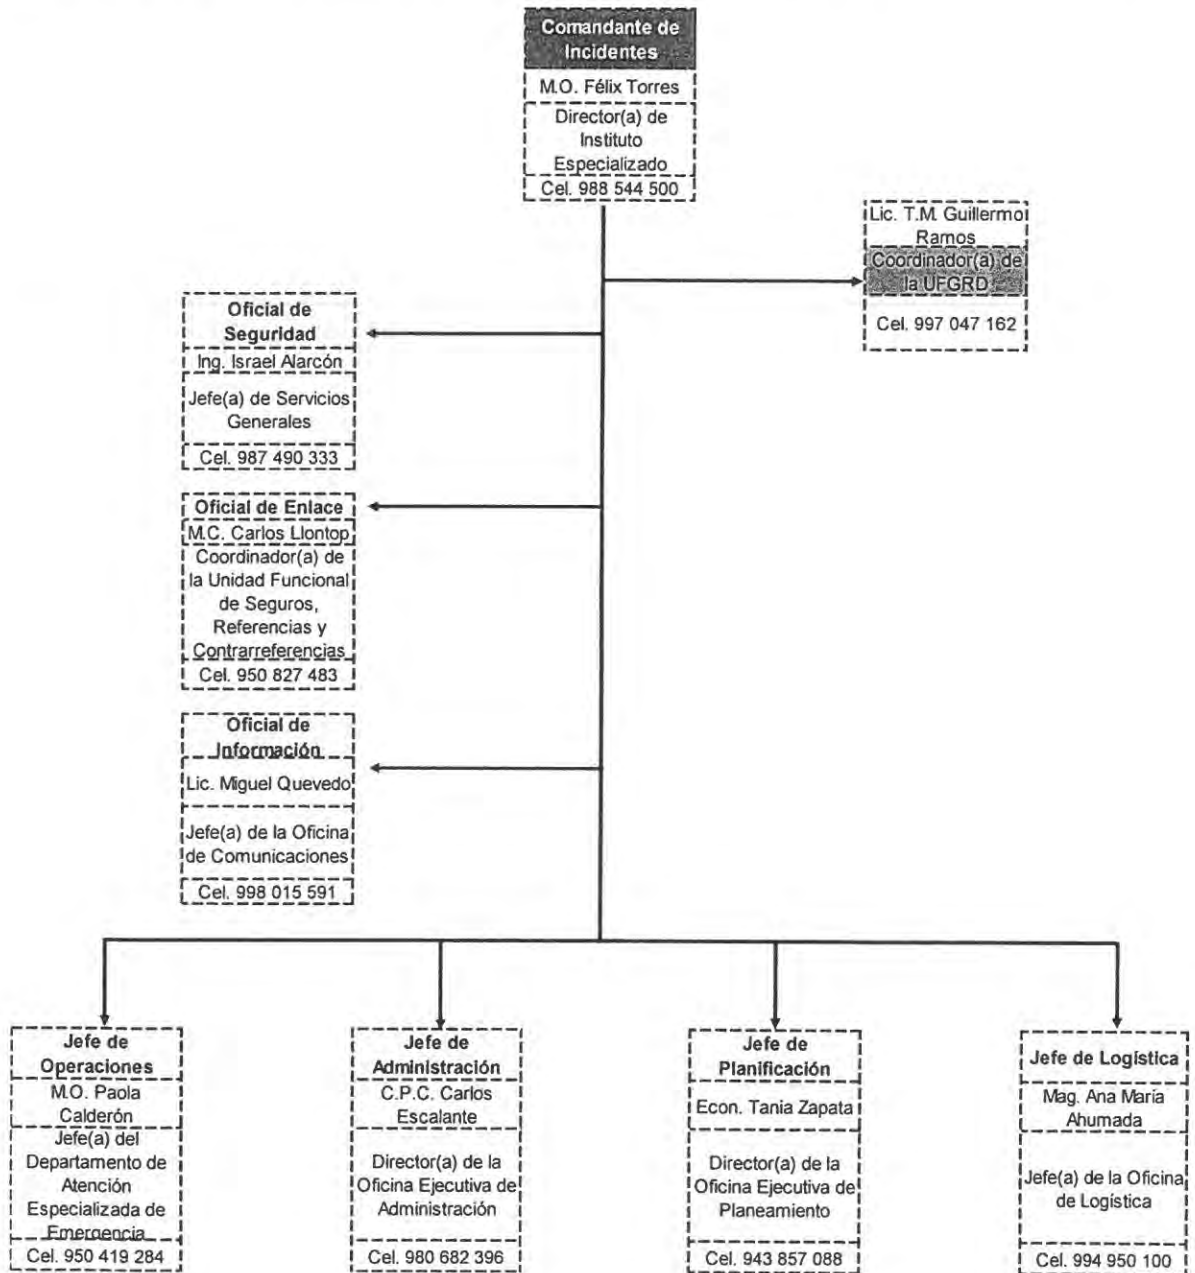 Comandante de
Incidentes
M.O. Félix Torres
Director(a) de
Instituto
Especializado
Cel. 988 544 500
Lic. T.M. Guillermo
Ramos
Coordinador(a) de
la UFGRD
Cel. 997 047 162
Oficial de
Seguridad
Ing. Israel Alarcón
Jefe(a) de Servicios
Generales
Cel. 987 490 333
Oficial de Enlace
M.C. Carlos Llontop
Coordinador(a) de
la Unidad Funcional
de Seguros,
Referencias y
Contrarreferencias
Cel. 950 827 483
Oficial de
Información
Lic. Miguel Quevedo
Jefe(a) de la Oficina
de Comunicaciones
Cel. 998 015 591
Jefe de
Operaciones
M.O. Paola
Calderón
Jefe(a) del
Departamento de
Atención
Especializada de
Emergencia
Cel. 950 419 284
Jefe de
Administración
C.P.C. Carlos
Escalante
Director(a) de la
Oficina Ejecutiva de
Administración
Cel. 980 682 396
Jefe de
Planificación
Econ. Tania Zapata
Director(a) de la
Oficina Ejecutiva de
Planeamiento
Cel. 943 857 088
Jefe de Logística
Mag. Ana María
Ahumada
Jefe(a) de la Oficina
de Logística
Cel. 994 950 100